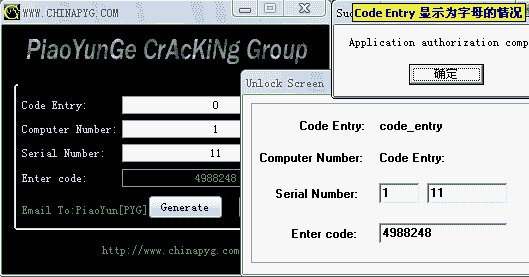 WWW.CHINAPYG.COM
PiaoYunGe CrAcKiNg Group
Code Entry: 0
Computer Number: 1
Serial Number: 11
Enter code: 4988248
Email To:PiaoYun[PYG]
Generate
http://www.chinapyg.com
Suc
Code Entry 显示为字母的情况
Application authorization comp
确定
Unlock Screen
Code Entry: code_entry
Computer Number: Code Entry:
Serial Number: 1 11
Enter code: 4988248